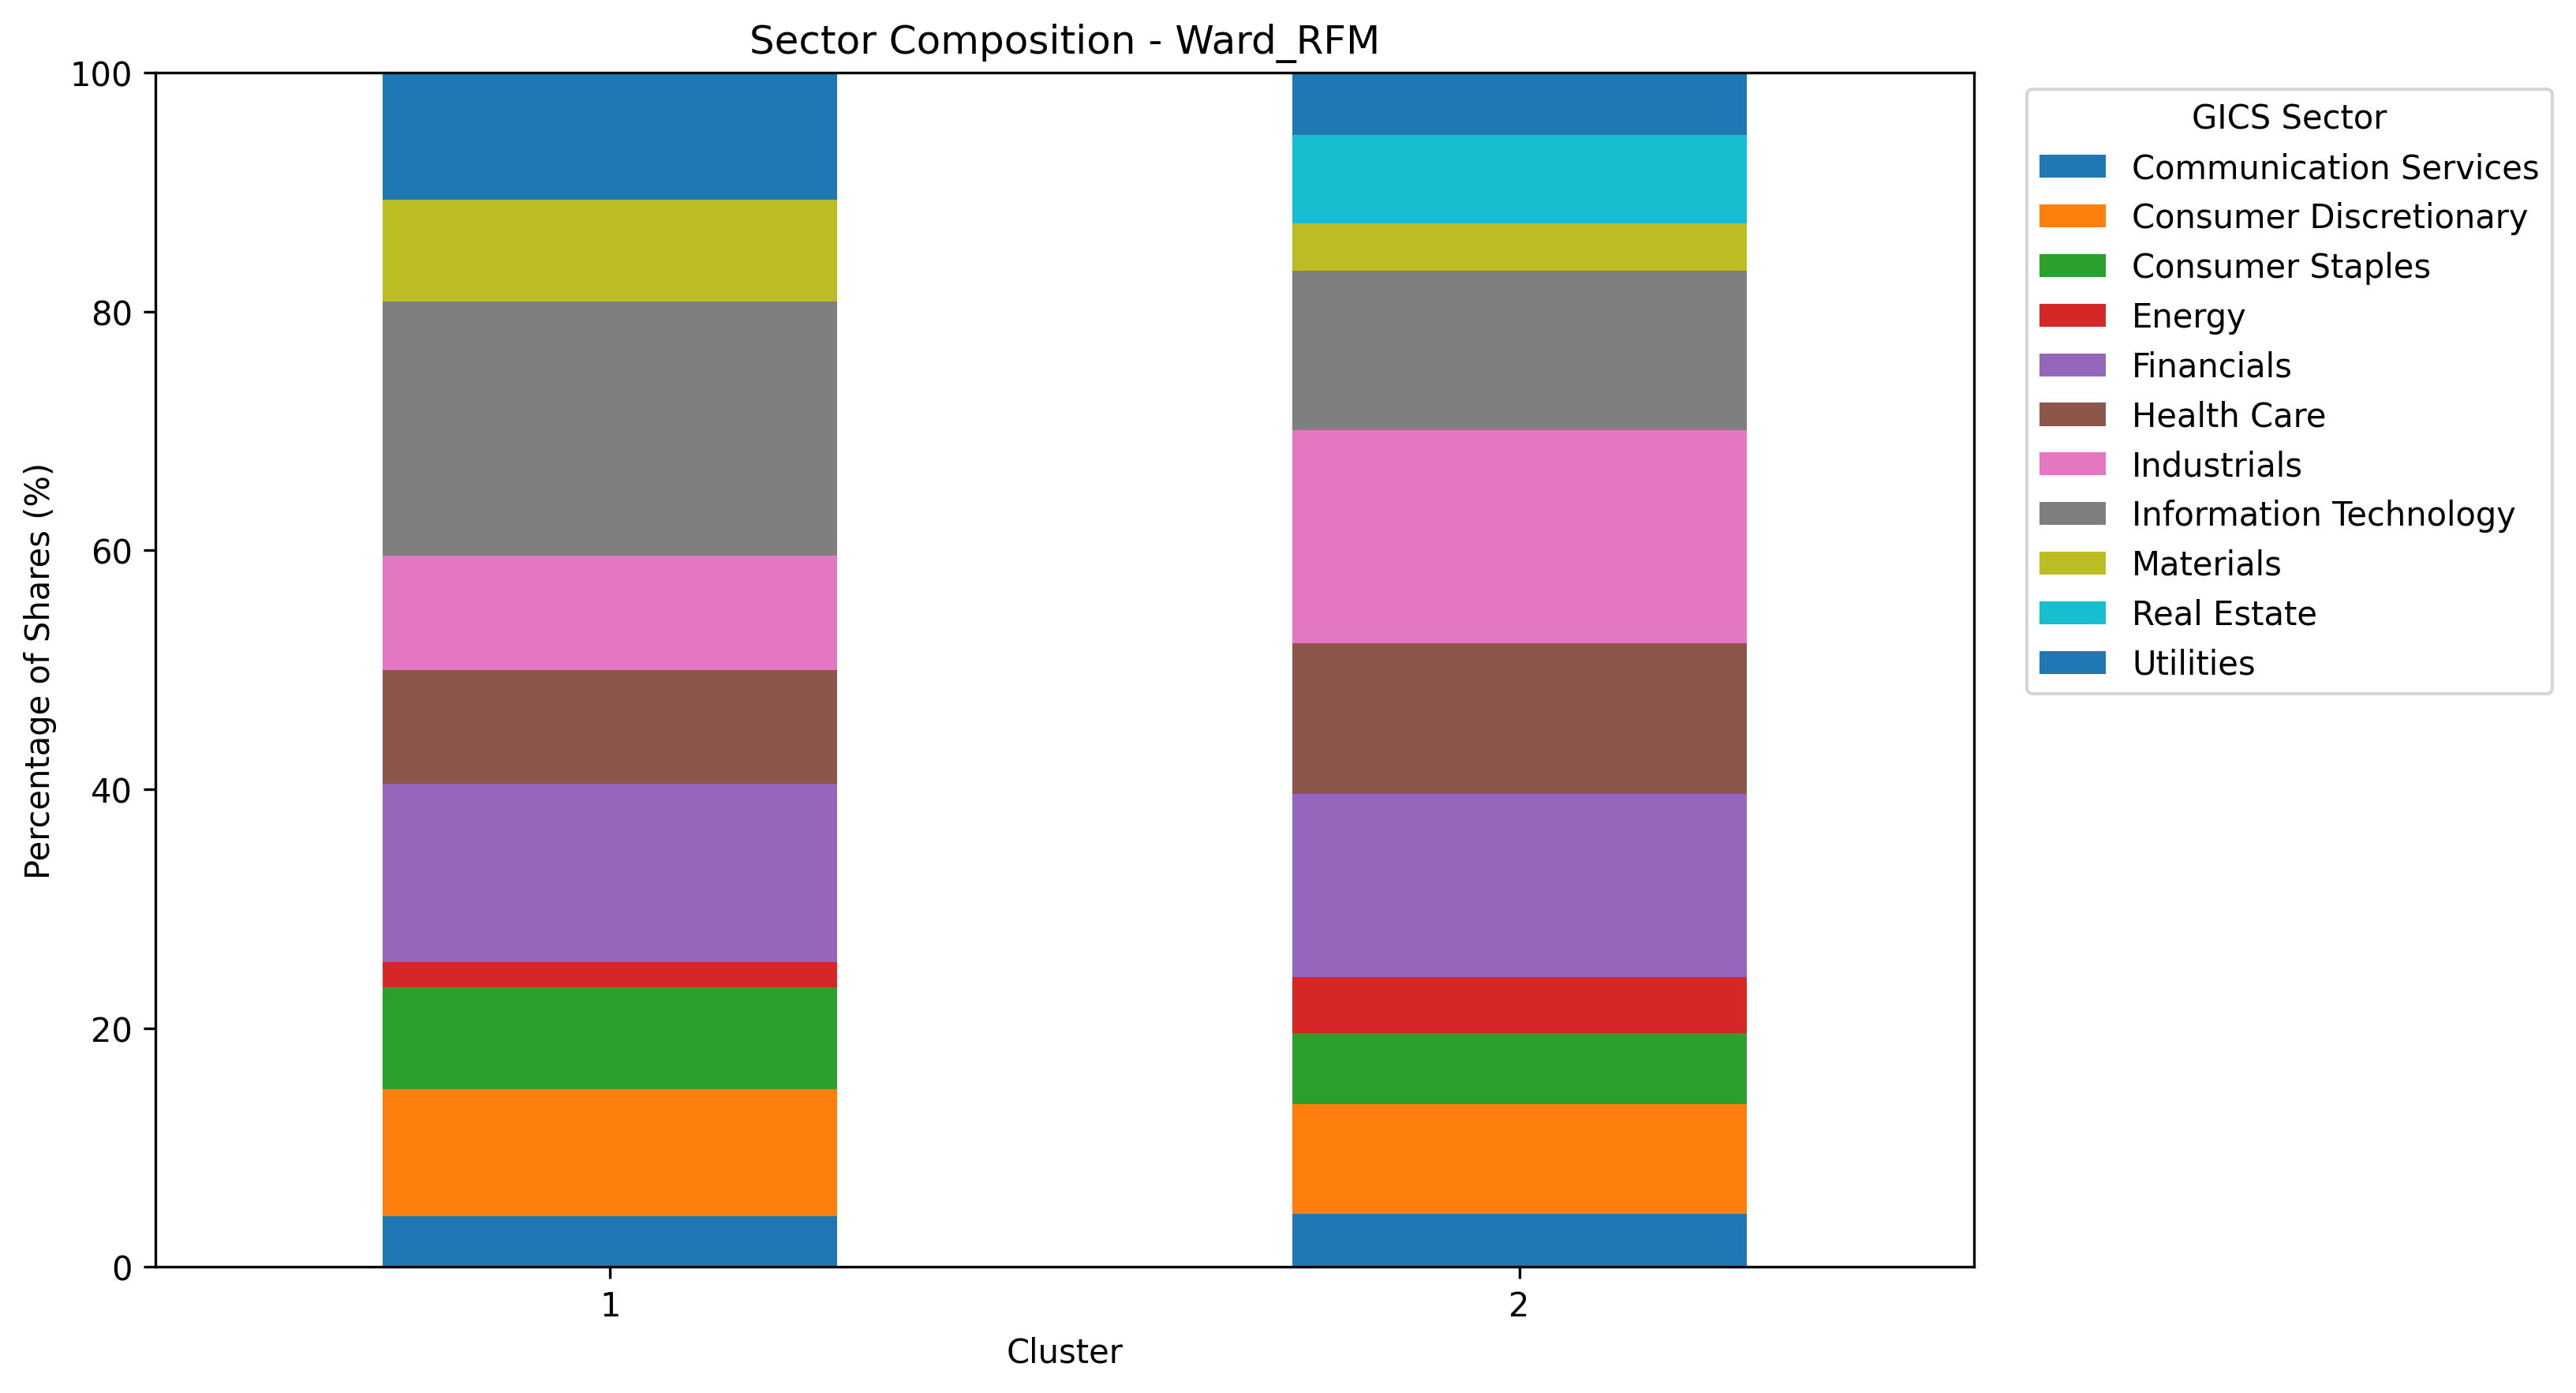 Sector Composition - Ward_RFM
100
80
60
40
20
0
Percentage of Shares (%)
1
2
Cluster
GICS Sector
Communication Services
Consumer Discretionary
Consumer Staples
Energy
Financials
Health Care
Industrials
Information Technology
Materials
Real Estate
Utilities